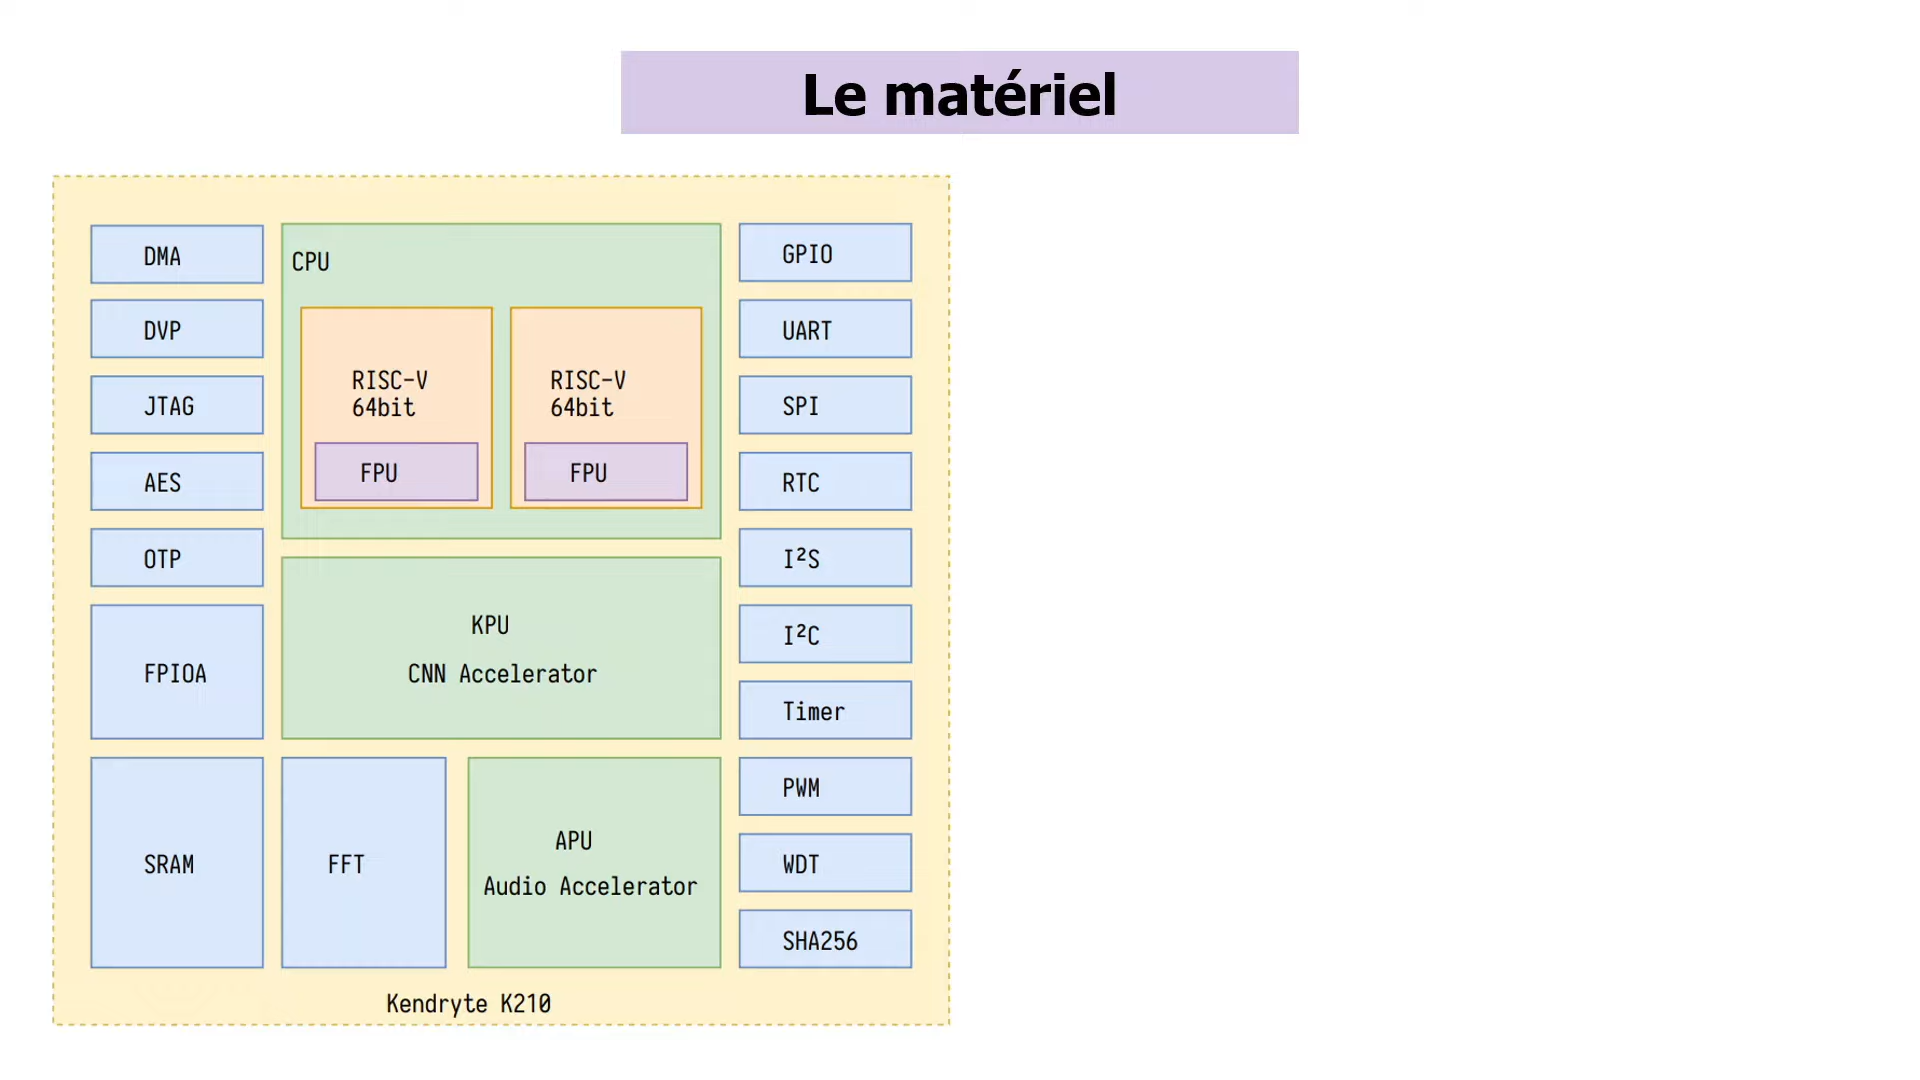 Le matériel
DMA
DVP
JTAG
AES
OTP
FPIOA
SRAM
CPU
RISC-V
64bit
FPU
RISC-V
64bit
FPU
KPU
CNN Accelerator
FFT
APU
Audio Accelerator
GPIO
UART
SPI
RTC
I²S
I²C
Timer
PWM
WDT
SHA256
Kendryte K210